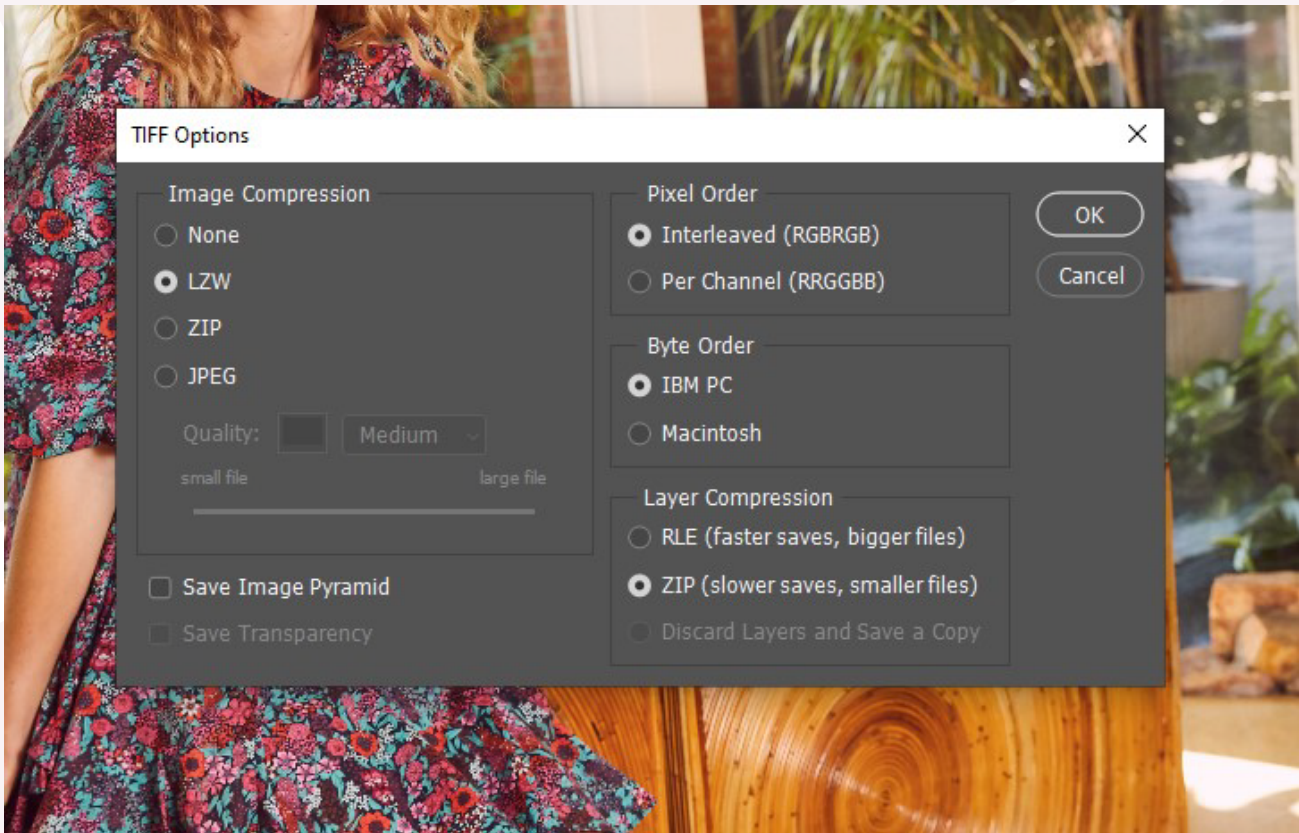 TIFF Options
Image Compression
None
LZW
ZIP
JPEG
Quality:
Medium
small file
large file
Save Image Pyramid
Save Transparency
Pixel Order
Interleaved (RGBRGB)
Per Channel (RRGGBB)
Byte Order
IBM PC
Macintosh
Layer Compression
RLE (faster saves, bigger files)
ZIP (slower saves, smaller files)
Discard Layers and Save a Copy
OK
Cancel